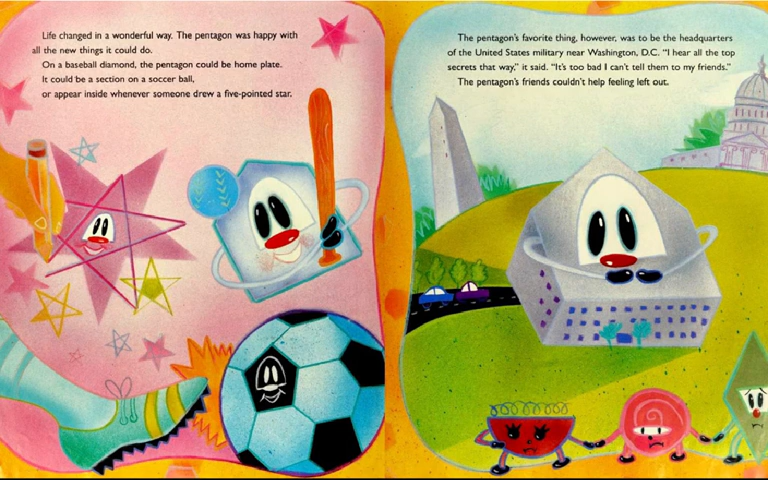 Life changed in a wonderful way. The pentagon was happy with
all the new things it could do.
On a baseball diamond, the pentagon could be home plate.
It could be a section on a soccer ball,
or appear inside whenever someone drew a five-pointed star.
The pentagon's favorite thing, however, was to be the headquarters
of the United States military near Washington, D.C. "I hear all the top
secrets that way," it said. "It's too bad I can't tell them to my friends."
The pentagon's friends couldn't help feeling left out.